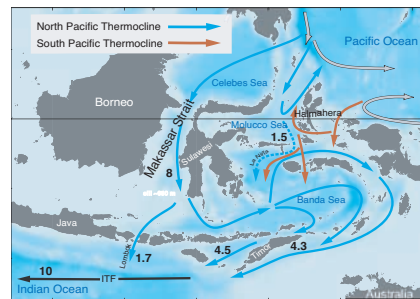 North Pacific Thermocline
South Pacific Thermocline
Pacific Ocean
Celebes Sea
Borneo
Halmahera
Makassar Strait
Molucco Sea
1.5
Sulawesi
8
Banda Sea
Java
Lombok
1.7
4.5
Timor
4.3
10
ITF
Indian Ocean
Australia